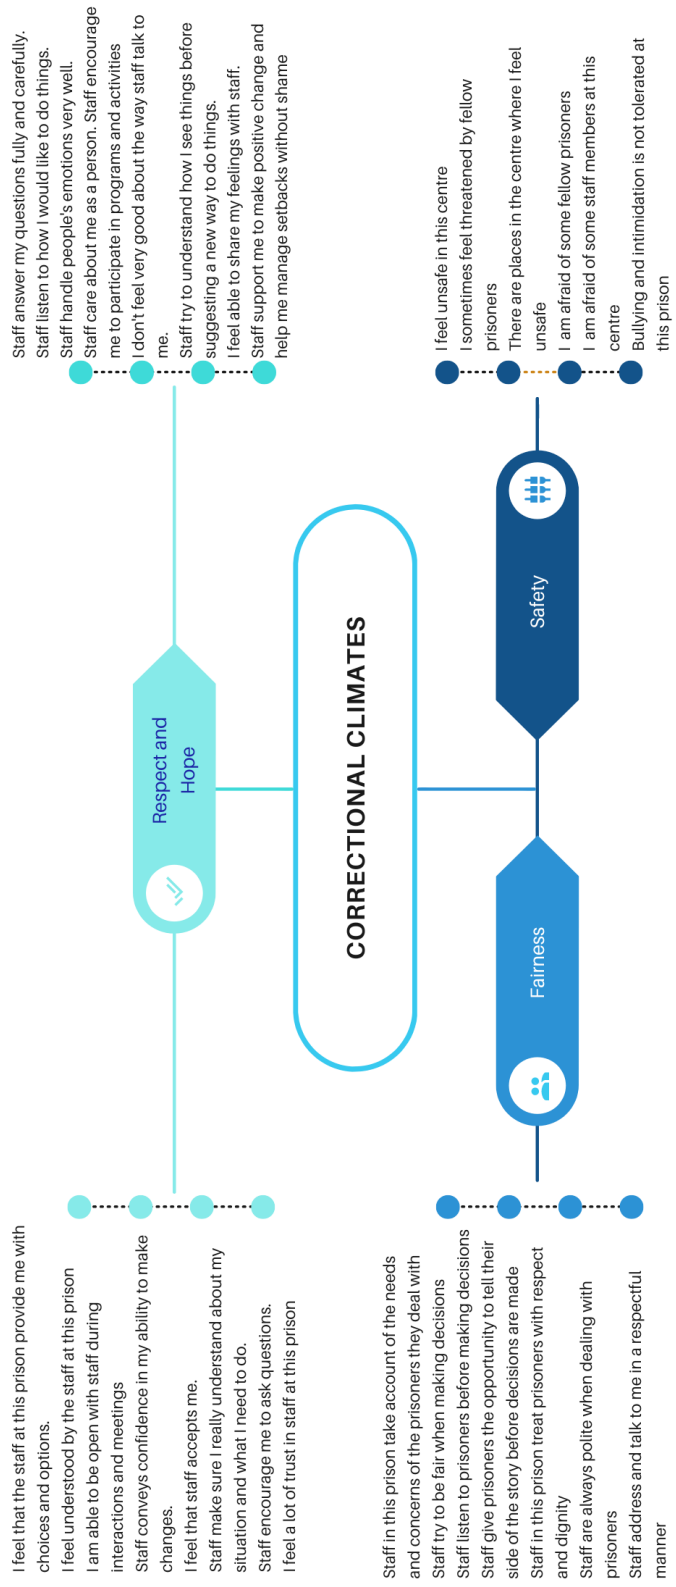 I feel that the staff at this prison provide me with
choices and options.
I feel understood by the staff at this prison
I am able to be open with staff during
interactions and meetings
Staff conveys confidence in my ability to make
changes.
I feel that staff accepts me.
Staff make sure I really understand about my
situation and what I need to do.
Staff encourage me to ask questions.
I feel a lot of trust in staff at this prison
Respect and
Hope
Staff answer my questions fully and carefully.
Staff listen to how I would like to do things.
Staff handle people's emotions very well.
Staff care about me as a person. Staff encourage
me to participate in programs and activities
I don't feel very good about the way staff talk to
me.
Staff try to understand how I see things before
suggesting a new way to do things.
I feel able to share my feelings with staff.
Staff support me to make positive change and
help me manage setbacks without shame
CORRECTIONAL CLIMATES
Staff in this prison take account of the needs
and concerns of the prisoners they deal with
Staff try to be fair when making decisions
Staff listen to prisoners before making decisions
Staff give prisoners the opportunity to tell their
side of the story before decisions are made
Staff in this prison treat prisoners with respect
and dignity
Staff are always polite when dealing with
prisoners
Staff address and talk to me in a respectful
manner
Fairness
Safety
I feel unsafe in this centre
I sometimes feel threatened by fellow
prisoners
There are places in the centre where I feel
unsafe
I am afraid of some fellow prisoners
I am afraid of some staff members at this
centre
Bullying and intimidation is not tolerated at
this prison